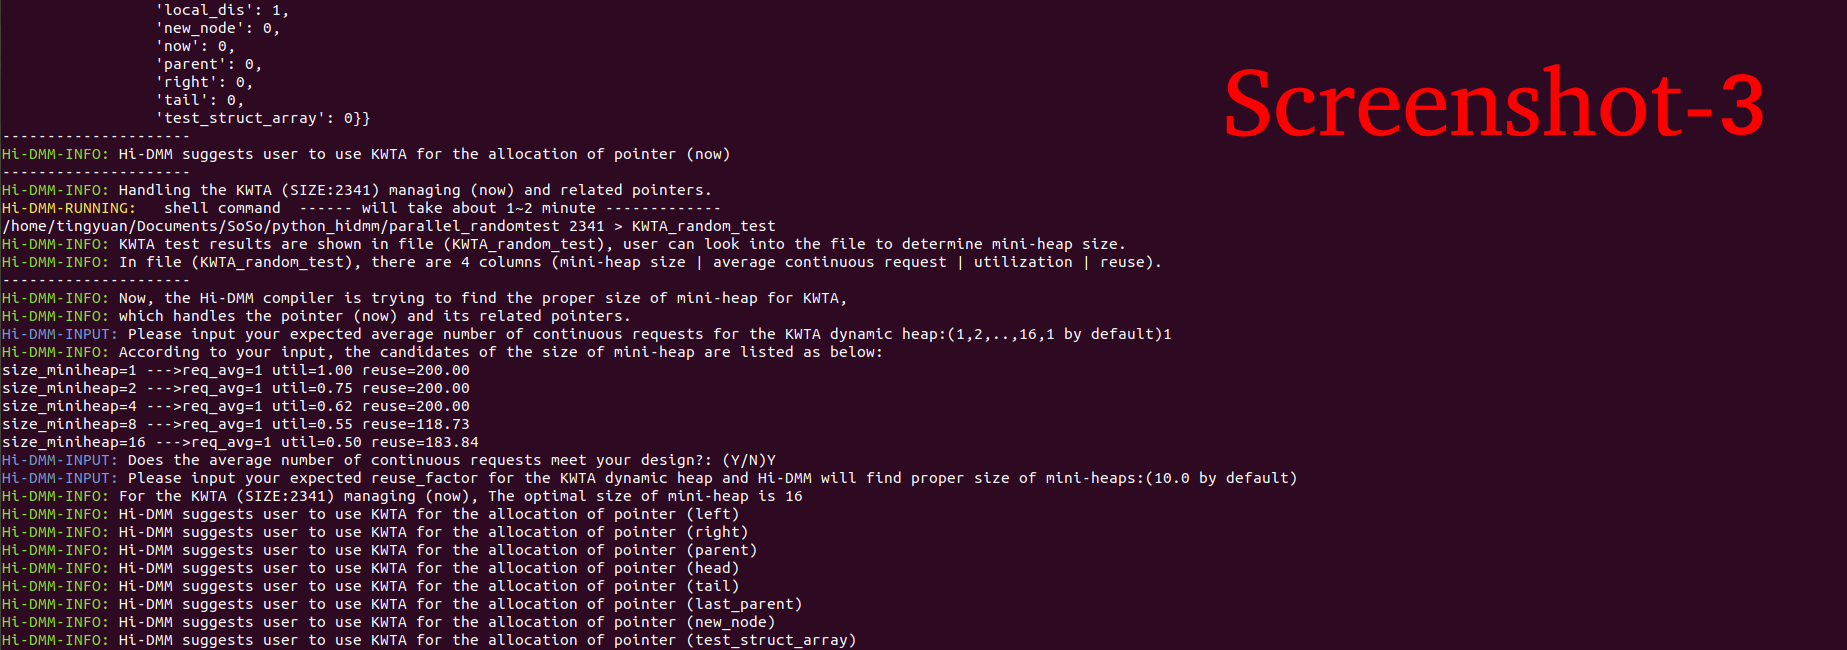 'local_dis': 1,
'new_node': 0,
'now': 0,
'parent': 0,
'right': 0,
'tail': 0,
'test_struct_array': 0}}
Screenshot-3
---------------------
Hi-DMM-INFO: Hi-DMM suggests user to use KWTA for the allocation of pointer (now)
---------------------
Hi-DMM-INFO: Handling the KWTA (SIZE:2341) managing (now) and related pointers.
Hi-DMM-RUNNING:   shell command  ------ will take about 1~2 minute -------------
/home/tingyuan/Documents/SoSo/python_hidmm/parallel_randomtest 2341 > KWTA_random_test
Hi-DMM-INFO: KWTA test results are shown in file (KWTA_random_test), user can look into the file to determine mini-heap size.
Hi-DMM-INFO: In file (KWTA_random_test), there are 4 columns (mini-heap size | average continuous request | utilization | reuse).
---------------------
Hi-DMM-INFO: Now, the Hi-DMM compiler is trying to find the proper size of mini-heap for KWTA,
Hi-DMM-INFO: which handles the pointer (now) and its related pointers.
Hi-DMM-INPUT: Please input your expected average number of continuous requests for the KWTA dynamic heap:(1,2,..,16,1 by default)1
Hi-DMM-INFO: According to your input, the candidates of the size of mini-heap are listed as below:
size_miniheap=1 --->req_avg=1 util=1.00 reuse=200.00
size_miniheap=2 --->req_avg=1 util=0.75 reuse=200.00
size_miniheap=4 --->req_avg=1 util=0.62 reuse=200.00
size_miniheap=8 --->req_avg=1 util=0.55 reuse=118.73
size_miniheap=16 --->req_avg=1 util=0.50 reuse=183.84
Hi-DMM-INPUT: Does the average number of continuous requests meet your design?: (Y/N)Y
Hi-DMM-INPUT: Please input your expected reuse_factor for the KWTA dynamic heap and Hi-DMM will find proper size of mini-heaps:(10.0 by default)
Hi-DMM-INFO: For the KWTA (SIZE:2341) managing (now), The optimal size of mini-heap is 16
Hi-DMM-INFO: Hi-DMM suggests user to use KWTA for the allocation of pointer (left)
Hi-DMM-INFO: Hi-DMM suggests user to use KWTA for the allocation of pointer (right)
Hi-DMM-INFO: Hi-DMM suggests user to use KWTA for the allocation of pointer (parent)
Hi-DMM-INFO: Hi-DMM suggests user to use KWTA for the allocation of pointer (head)
Hi-DMM-INFO: Hi-DMM suggests user to use KWTA for the allocation of pointer (tail)
Hi-DMM-INFO: Hi-DMM suggests user to use KWTA for the allocation of pointer (last_parent)
Hi-DMM-INFO: Hi-DMM suggests user to use KWTA for the allocation of pointer (new_node)
Hi-DMM-INFO: Hi-DMM suggests user to use KWTA for the allocation of pointer (test_struct_array)